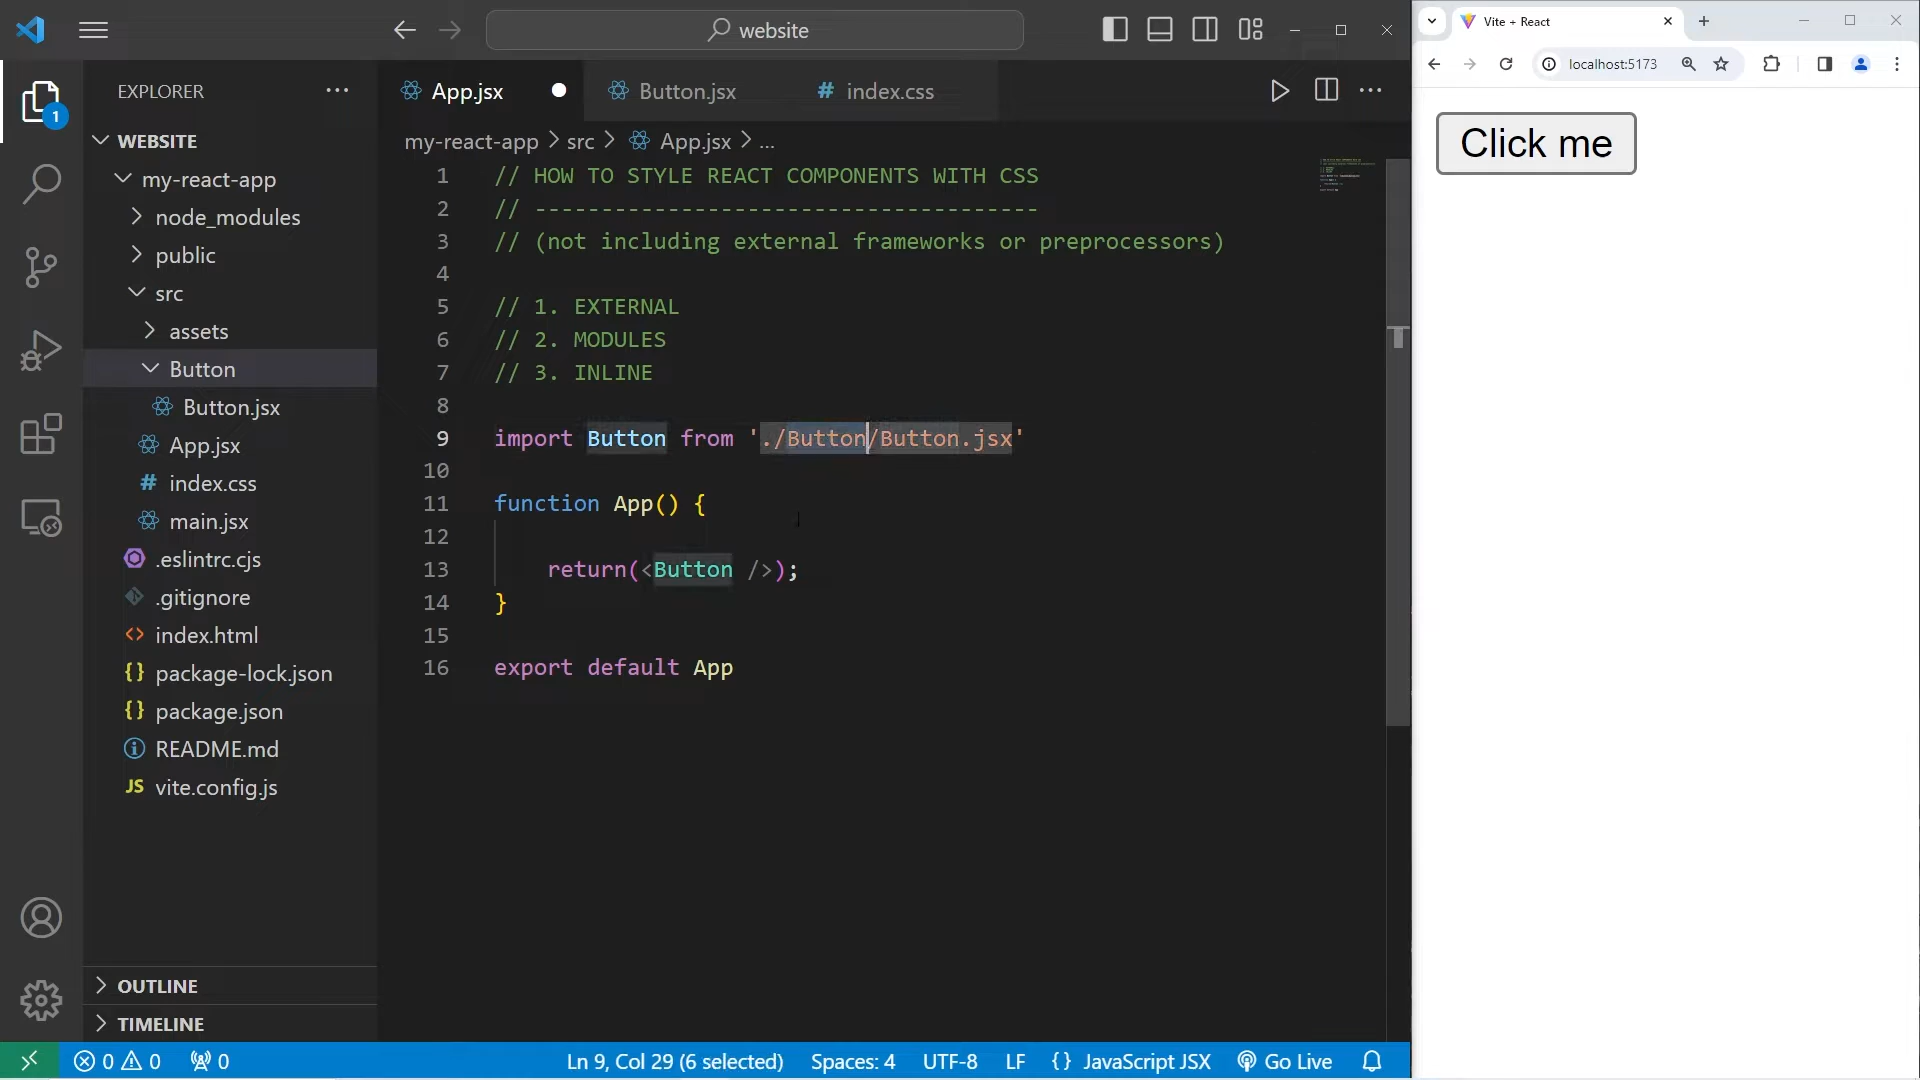 website
Vite + React
localhost:5173
Click me
EXPLORER
1
WEBSITE
my-react-app
node_modules
public
src
assets
Button
Button.jsx
App.jsx
index.css
main.jsx
.eslintrc.cjs
.gitignore
index.html
package-lock.json
package.json
README.md
JS vite.config.js
OUTLINE
TIMELINE
App.jsx
Button.jsx
# index.css
my-react-app > src > App.jsx > ...
1 // HOW TO STYLE REACT COMPONENTS WITH CSS
2 // --------------------------------------
3 // (not including external frameworks or preprocessors)
4
5 // 1. EXTERNAL
6 // 2. MODULES
7 // 3. INLINE
8
9 import Button from './Button/Button.jsx'
10
11 function App() {
12
13 return(<Button />);
14 }
15
16 export default App
0 0 0 Ln 9, Col 29 (6 selected) Spaces: 4 UTF-8 LF {} JavaScript JSX Go Live